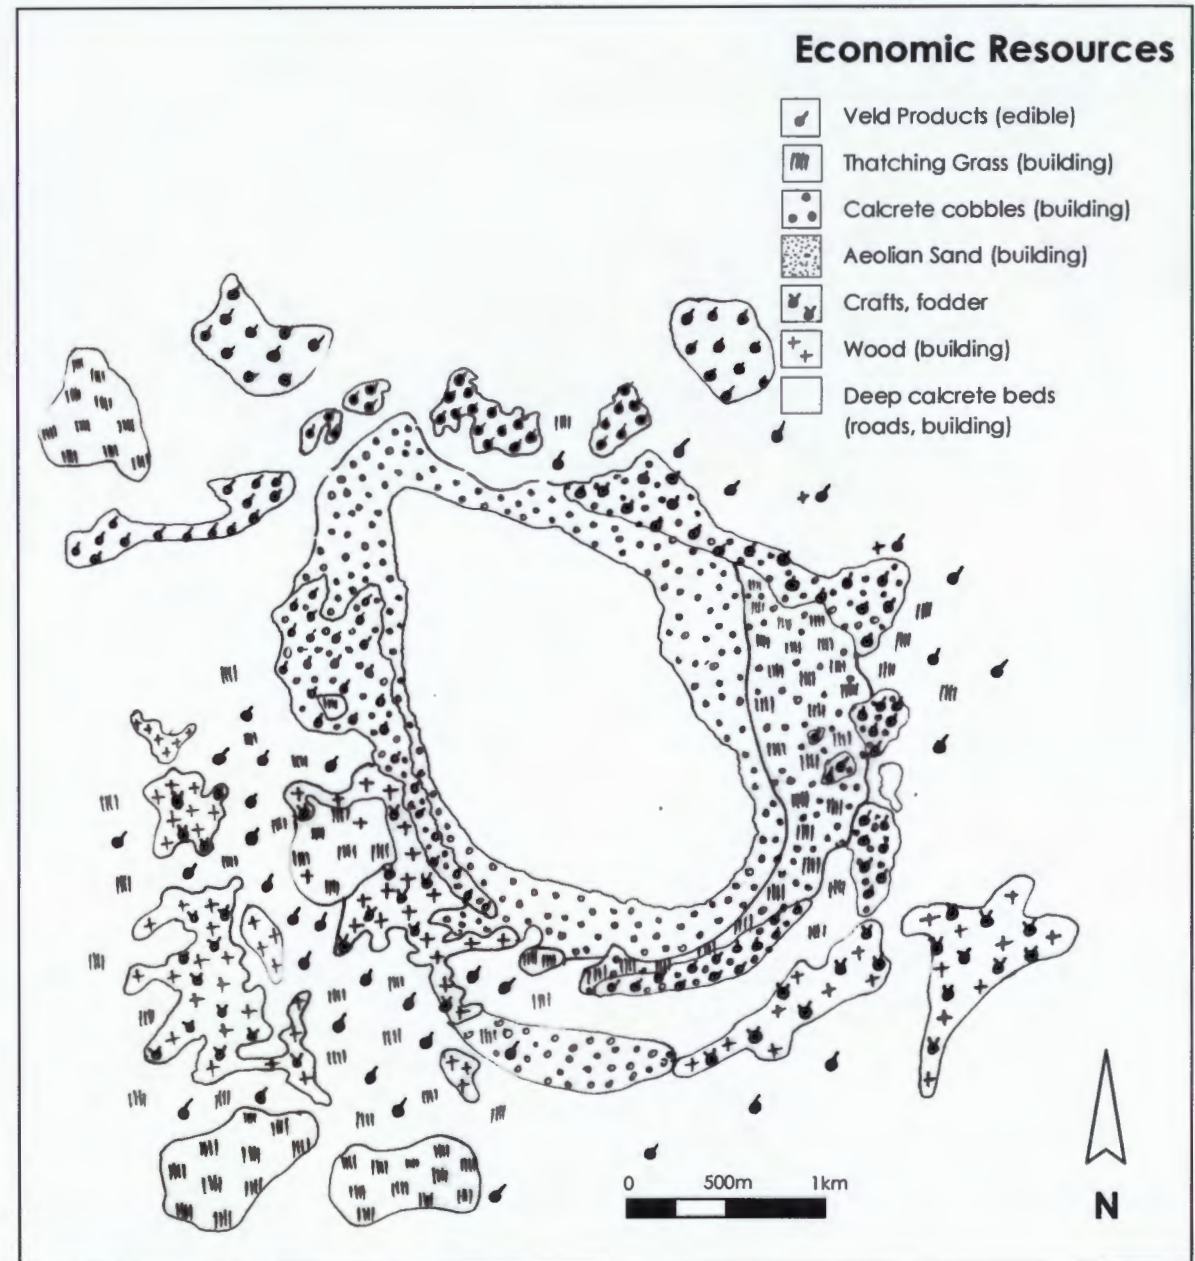 Economic Resources
Veld Products (edible)
Thatching Grass (building)
Calcrete cobbles (building)
Aeolian Sand (building)
Crafts, fodder
Wood (building)
Deep calcrete beds
(roads, building)
0 500m 1km
N